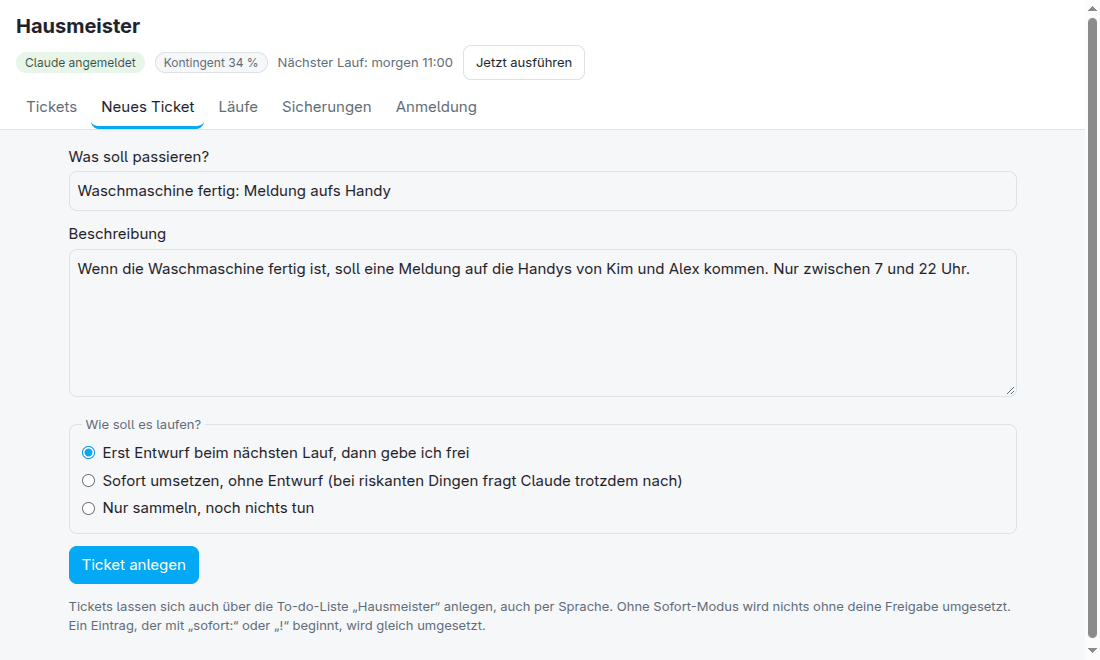 Hausmeister
Claude angemeldet Kontingent 34 % Nächster Lauf: morgen 11:00 Jetzt ausführen
Tickets Neues Ticket Läufe Sicherungen Anmeldung
Was soll passieren?
Waschmaschine fertig: Meldung aufs Handy
Beschreibung
Wenn die Waschmaschine fertig ist, soll eine Meldung auf die Handys von Kim und Alex kommen. Nur zwischen 7 und 22 Uhr.
Wie soll es laufen?
Erst Entwurf beim nächsten Lauf, dann gebe ich frei
Sofort umsetzen, ohne Entwurf (bei riskanten Dingen fragt Claude trotzdem nach)
Nur sammeln, noch nichts tun
Ticket anlegen
Tickets lassen sich auch über die To-do-Liste „Hausmeister“ anlegen, auch per Sprache. Ohne Sofort-Modus wird nichts ohne deine Freigabe umgesetzt.
Ein Eintrag, der mit „sofort:“ oder „!“ beginnt, wird gleich umgesetzt.